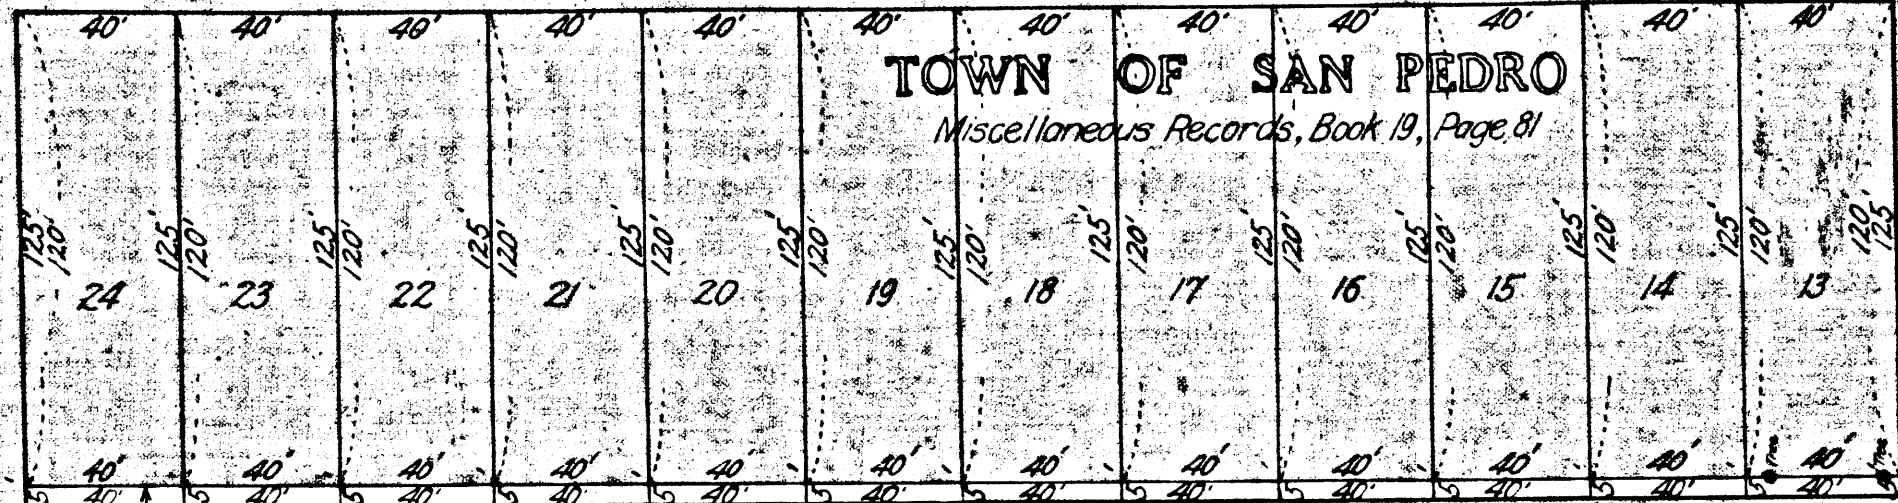 40' 40' 40' 40' 40' 40' 40' 40' 40' 40' 40' 40'
TOWN OF SAN PEDRO
Miscellaneous Records, Book 19, Page 81
125' 120' 125' 120' 125' 120' 125' 120' 125' 120' 125' 120' 125' 120' 125' 120' 125' 120' 125' 120' 125' 120' 125' 120' 120' 125'
24 23 22 21 20 19 18 17 16 15 14 13
40' 40' 40' 40' 40' 40' 40' 40' 40' 40' 40' 40'
5 40' 5 40' 5 40' 5 40' 5 40' 5 40' 5 40' 5 40' 5 40' 5 40' 5 40' 5 40'